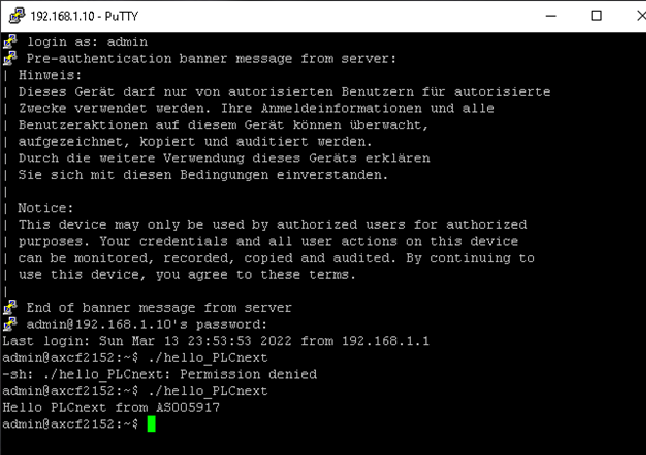 192.168.1.10 - PuTTY
login as: admin
Pre-authentication banner message from server:
| Hinweis:
| Dieses Gerät darf nur von autorisierten Benutzern für autorisierte
| Zwecke verwendet werden. Ihre Anmeldeinformationen und alle
| Benutzeraktionen auf diesem Gerät können überwacht,
| aufgezeichnet, kopiert und auditiert werden.
| Durch die weitere Verwendung dieses Geräts erklären
| Sie sich mit diesen Bedingungen einverstanden.
|
| Notice:
| This device may only be used by authorized users for authorized
| purposes. Your credentials and all user actions on this device
| can be monitored, recorded, copied and audited. By continuing to
| use this device, you agree to these terms.
|
End of banner message from server
admin@192.168.1.10's password:
Last login: Sun Mar 13 23:53:53 2022 from 192.168.1.1
admin@axcf2152:~$ ./hello_PLCnext
-sh: ./hello_PLCnext: Permission denied
admin@axcf2152:~$ ./hello_PLCnext
Hello PLCnext from ASO05917
admin@axcf2152:~$